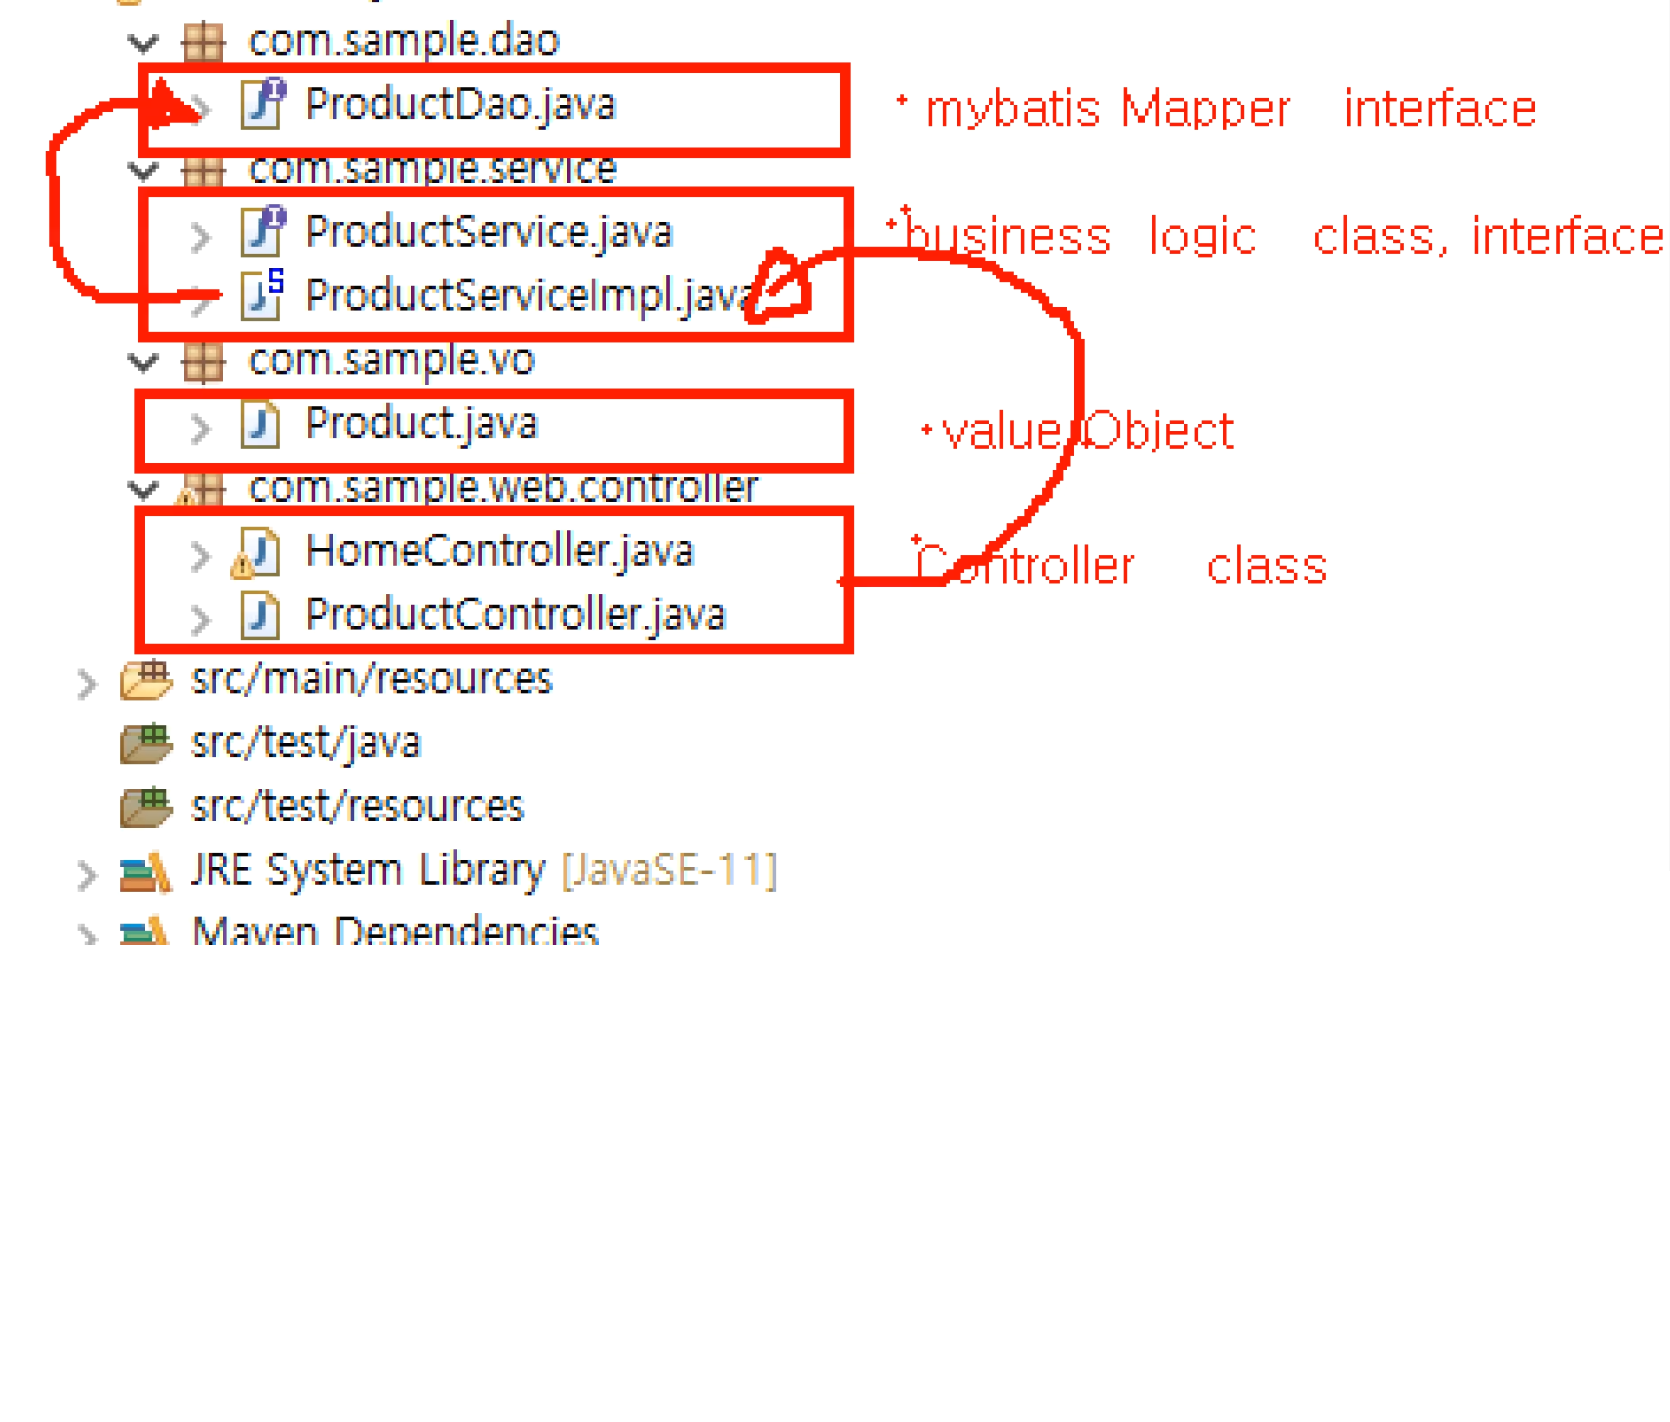 com.sample.dao
ProductDao.java
mybatis Mapper interface
com.sample.service
ProductService.java
business logic class, interface
ProductServiceImpl.java
com.sample.vo
Product.java
value Object
com.sample.web.controller
HomeController.java
Controller class
ProductController.java
src/main/resources
src/test/java
src/test/resources
JRE System Library [JavaSE-11]
Maven Dependencies